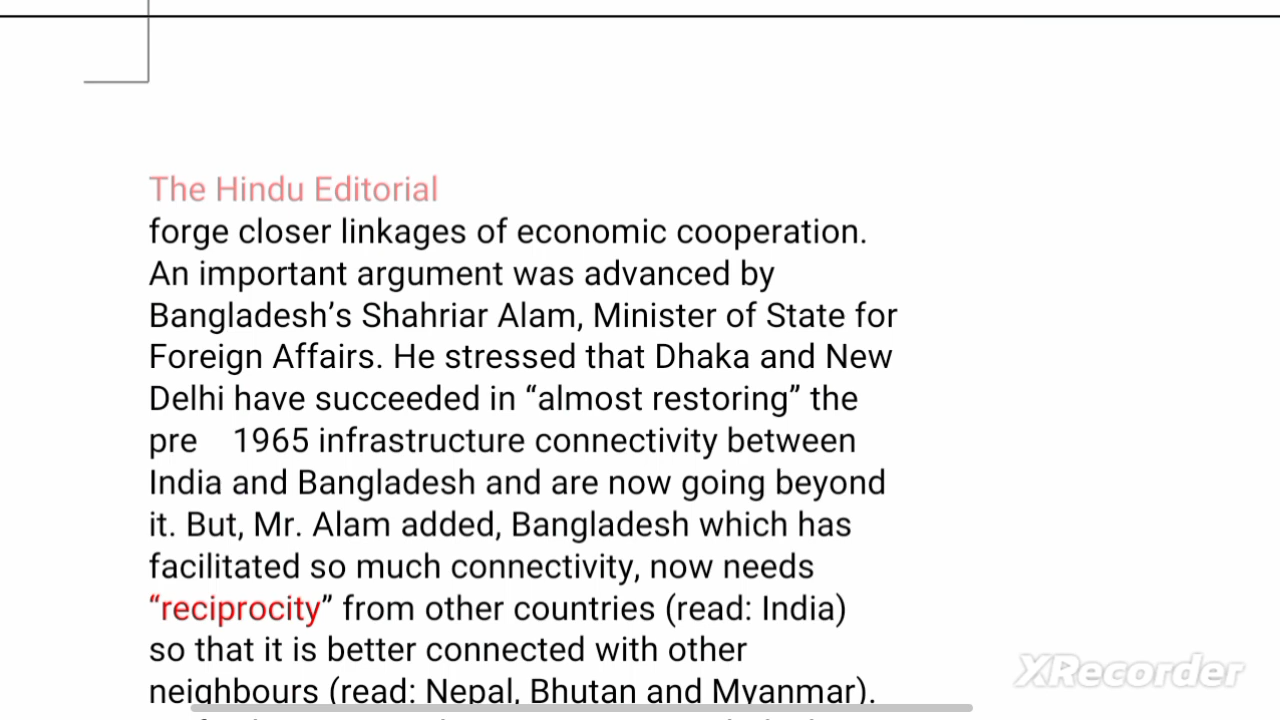 The Hindu Editorial
forge closer linkages of economic cooperation.
An important argument was advanced by
Bangladesh’s Shahriar Alam, Minister of State for
Foreign Affairs. He stressed that Dhaka and New
Delhi have succeeded in “almost restoring” the
pre 1965 infrastructure connectivity between
India and Bangladesh and are now going beyond
it. But, Mr. Alam added, Bangladesh which has
facilitated so much connectivity, now needs
“reciprocity” from other countries (read: India)
so that it is better connected with other
neighbours (read: Nepal, Bhutan and Myanmar).
XRecorder